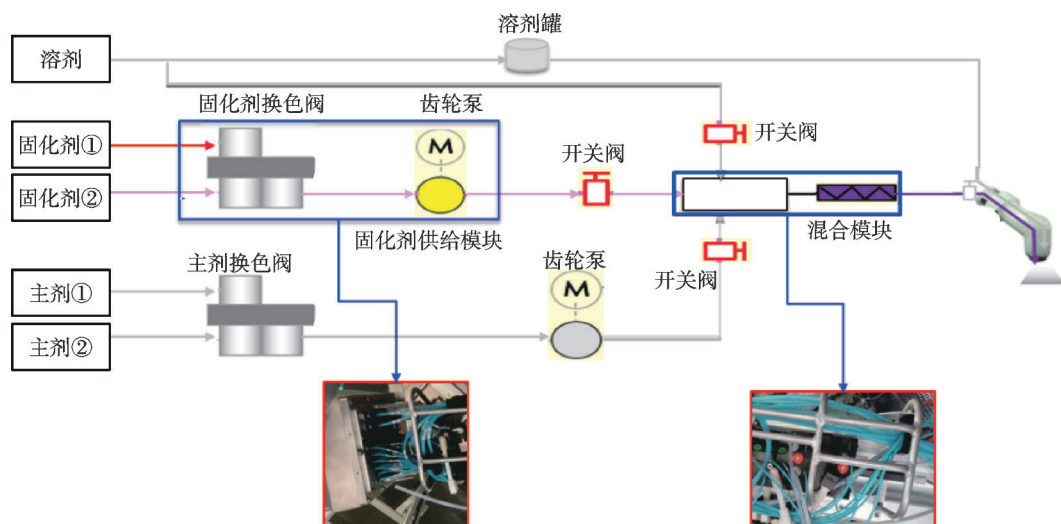 溶剂罐
溶剂
固化剂换色阀
齿轮泵
开关阀
固化剂①
M
开关阀
固化剂②
固化剂供给模块
混合模块
主剂换色阀
齿轮泵
开关阀
主剂①
M
主剂②